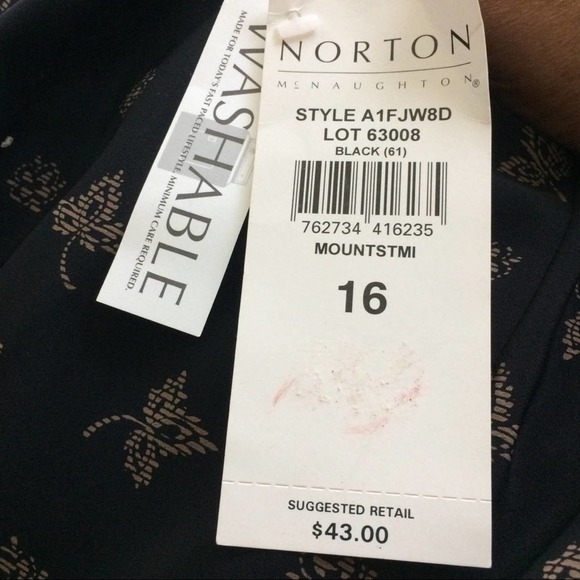 NORTON
McNAUGHTON®
STYLE A1FJW8D
LOT 63008
BLACK (61)
762734 416235
MOUNTSTMI
16
SUGGESTED RETAIL
$43.00
WASHABLE
MADE FOR TODAY'S FAST PACED LIFESTYLE. MINIMUM CARE REQUIRED.